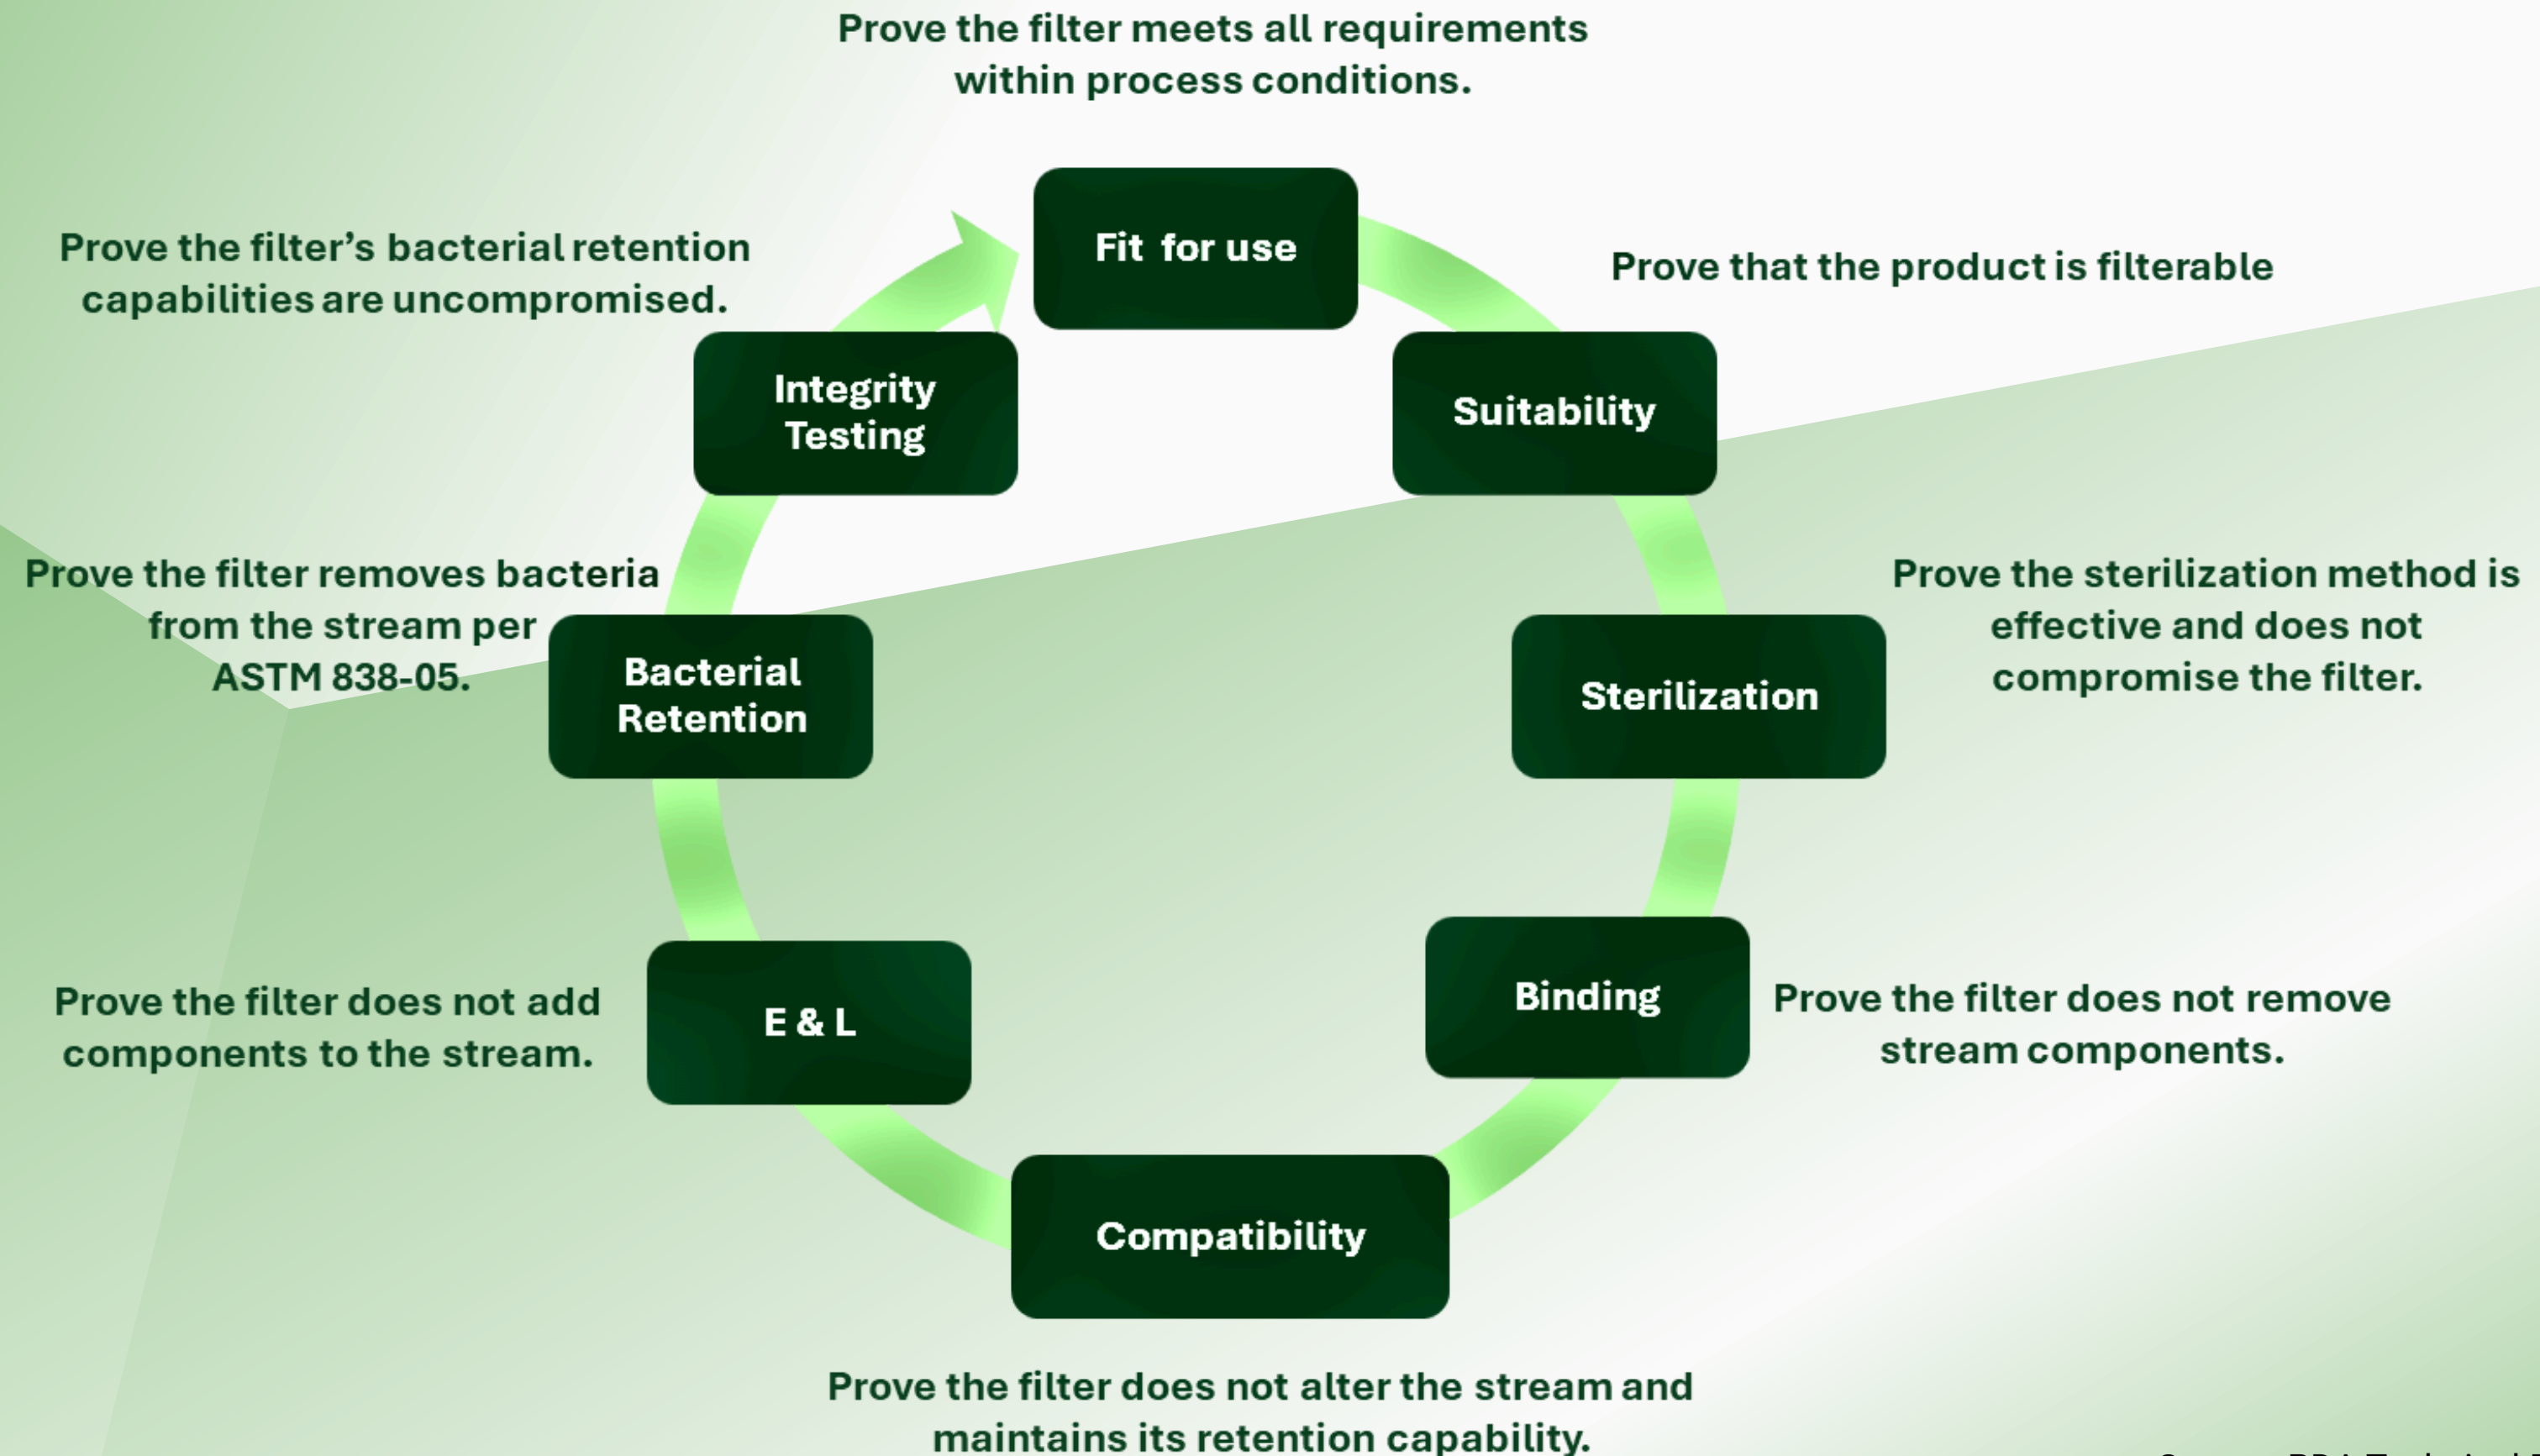 Prove the filter meets all requirements
within process conditions.
Fit for use
Prove that the product is filterable
Suitability
Prove the sterilization method is
effective and does not
compromise the filter.
Sterilization
Binding
Prove the filter does not remove
stream components.
Compatibility
Prove the filter does not alter the stream and
maintains its retention capability.
E & L
Prove the filter does not add
components to the stream.
Bacterial
Retention
Prove the filter removes bacteria
from the stream per
ASTM 838-05.
Integrity
Testing
Prove the filter’s bacterial retention
capabilities are uncompromised.